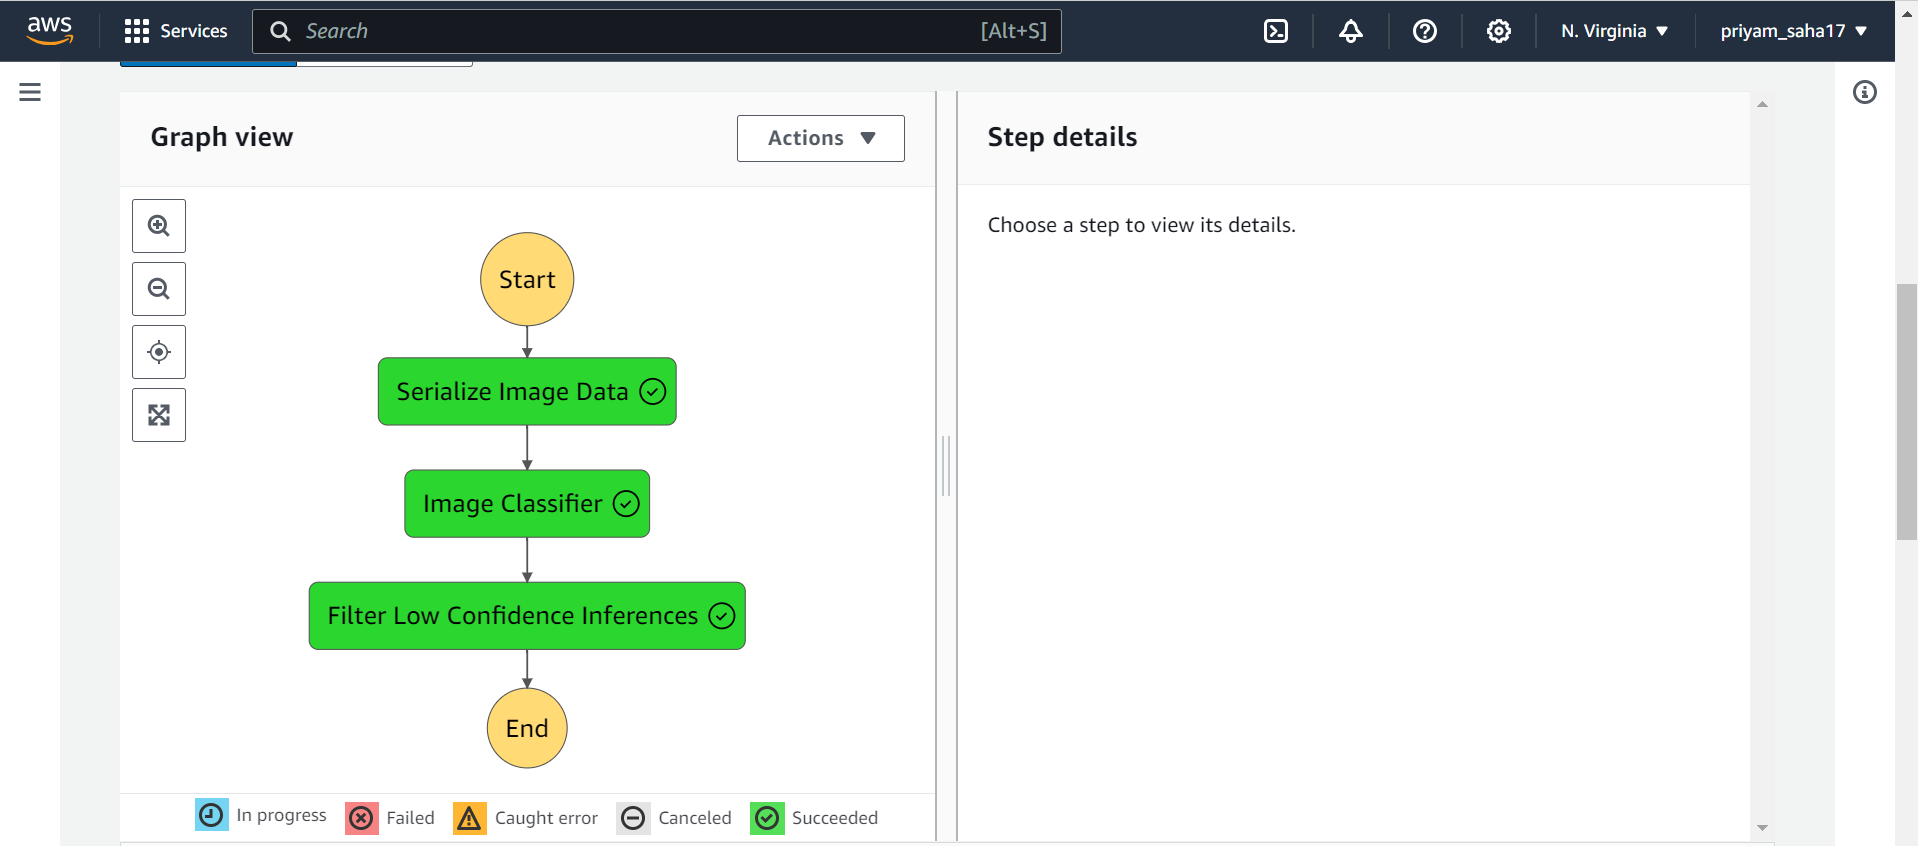 aws
Services
Search
[Alt+S]
N. Virginia
priyam_saha17
Graph view
Actions
Start
Serialize Image Data
Image Classifier
Filter Low Confidence Inferences
End
In progress
Failed
Caught error
Canceled
Succeeded
Step details
Choose a step to view its details.